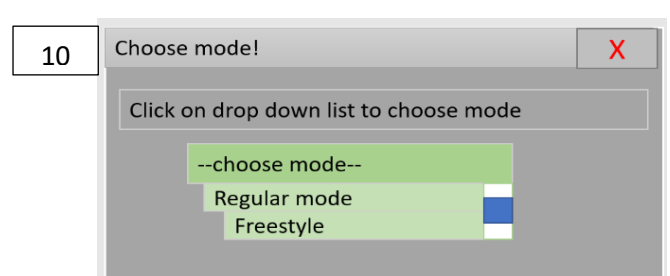 10
Choose mode!
X
Click on drop down list to choose mode
--choose mode--
Regular mode
Freestyle